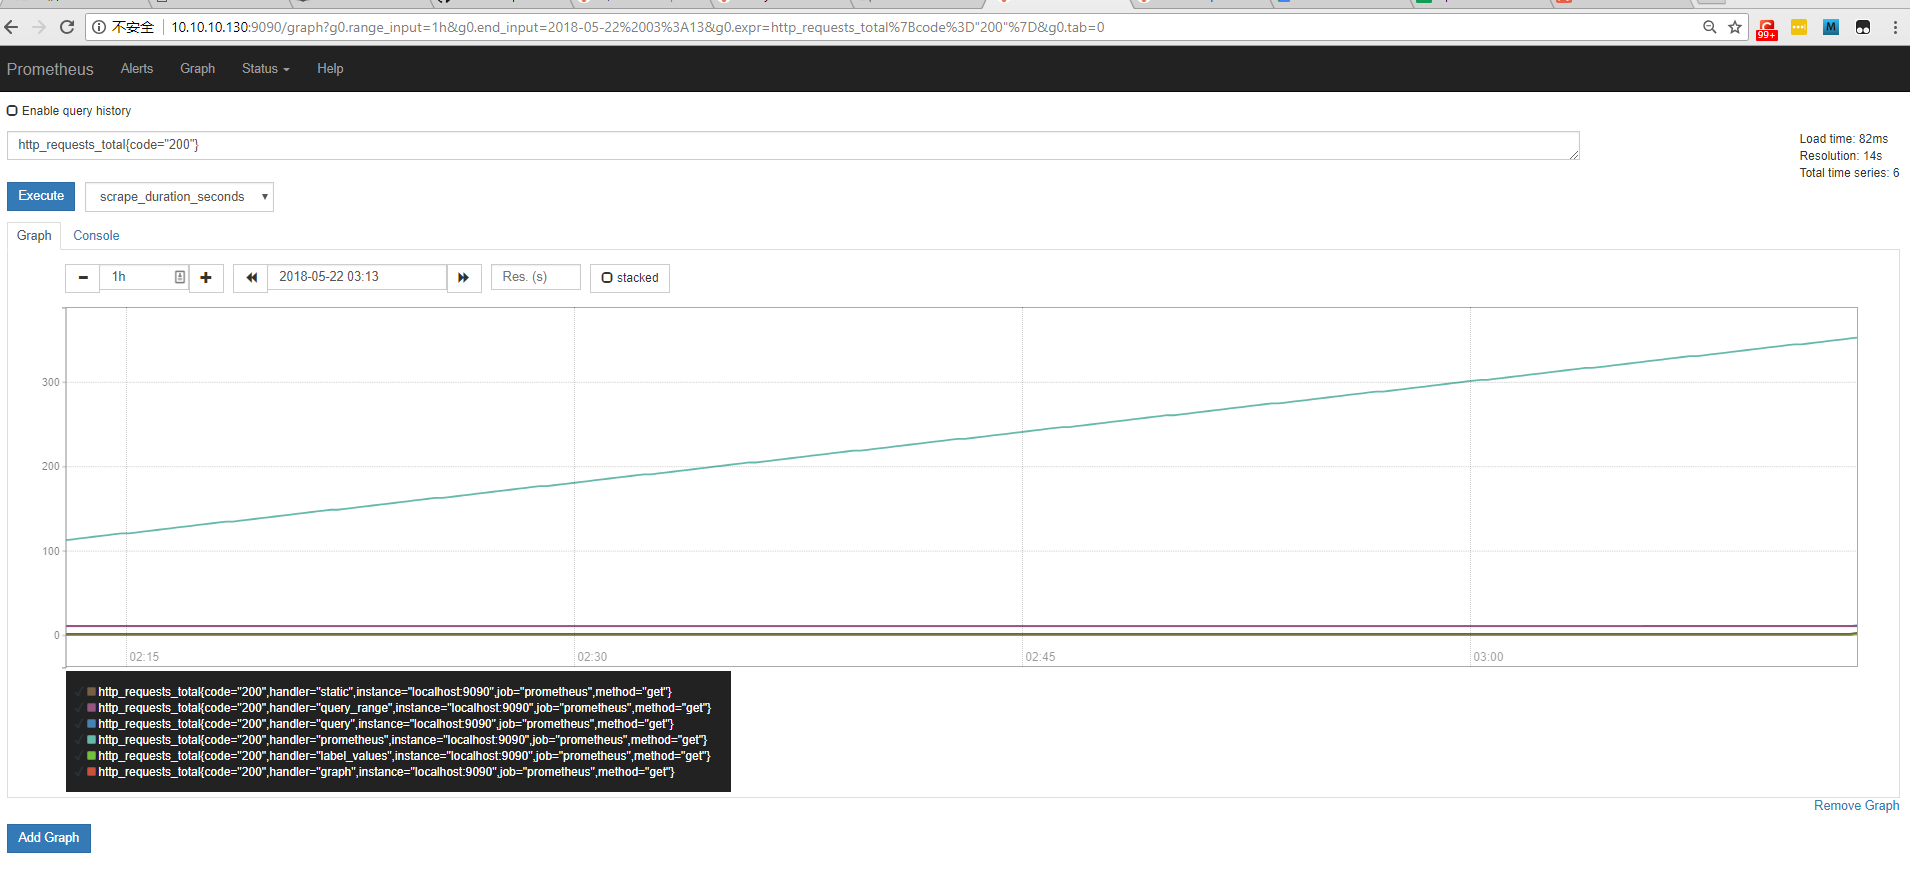 不安全 10.10.10.130:9090/graph?g0.range_input=1h&g0.end_input=2018-05-22%2003%3A13&g0.expr=http_requests_total%7Bcode%3D"200"%7D&g0.tab=0
99+
M
Prometheus Alerts Graph Status Help
Enable query history
http_requests_total{code="200"}
Load time: 82ms
Resolution: 14s
Total time series: 6
Execute scrape_duration_seconds
Graph Console
1h 2018-05-22 03:13 Res. (s) stacked
300
200
100
0
02:15 02:30 02:45 03:00
http_requests_total{code="200",handler="static",instance="localhost:9090",job="prometheus",method="get"}
http_requests_total{code="200",handler="query_range",instance="localhost:9090",job="prometheus",method="get"}
http_requests_total{code="200",handler="query",instance="localhost:9090",job="prometheus",method="get"}
http_requests_total{code="200",handler="prometheus",instance="localhost:9090",job="prometheus",method="get"}
http_requests_total{code="200",handler="label_values",instance="localhost:9090",job="prometheus",method="get"}
http_requests_total{code="200",handler="graph",instance="localhost:9090",job="prometheus",method="get"}
Remove Graph
Add Graph